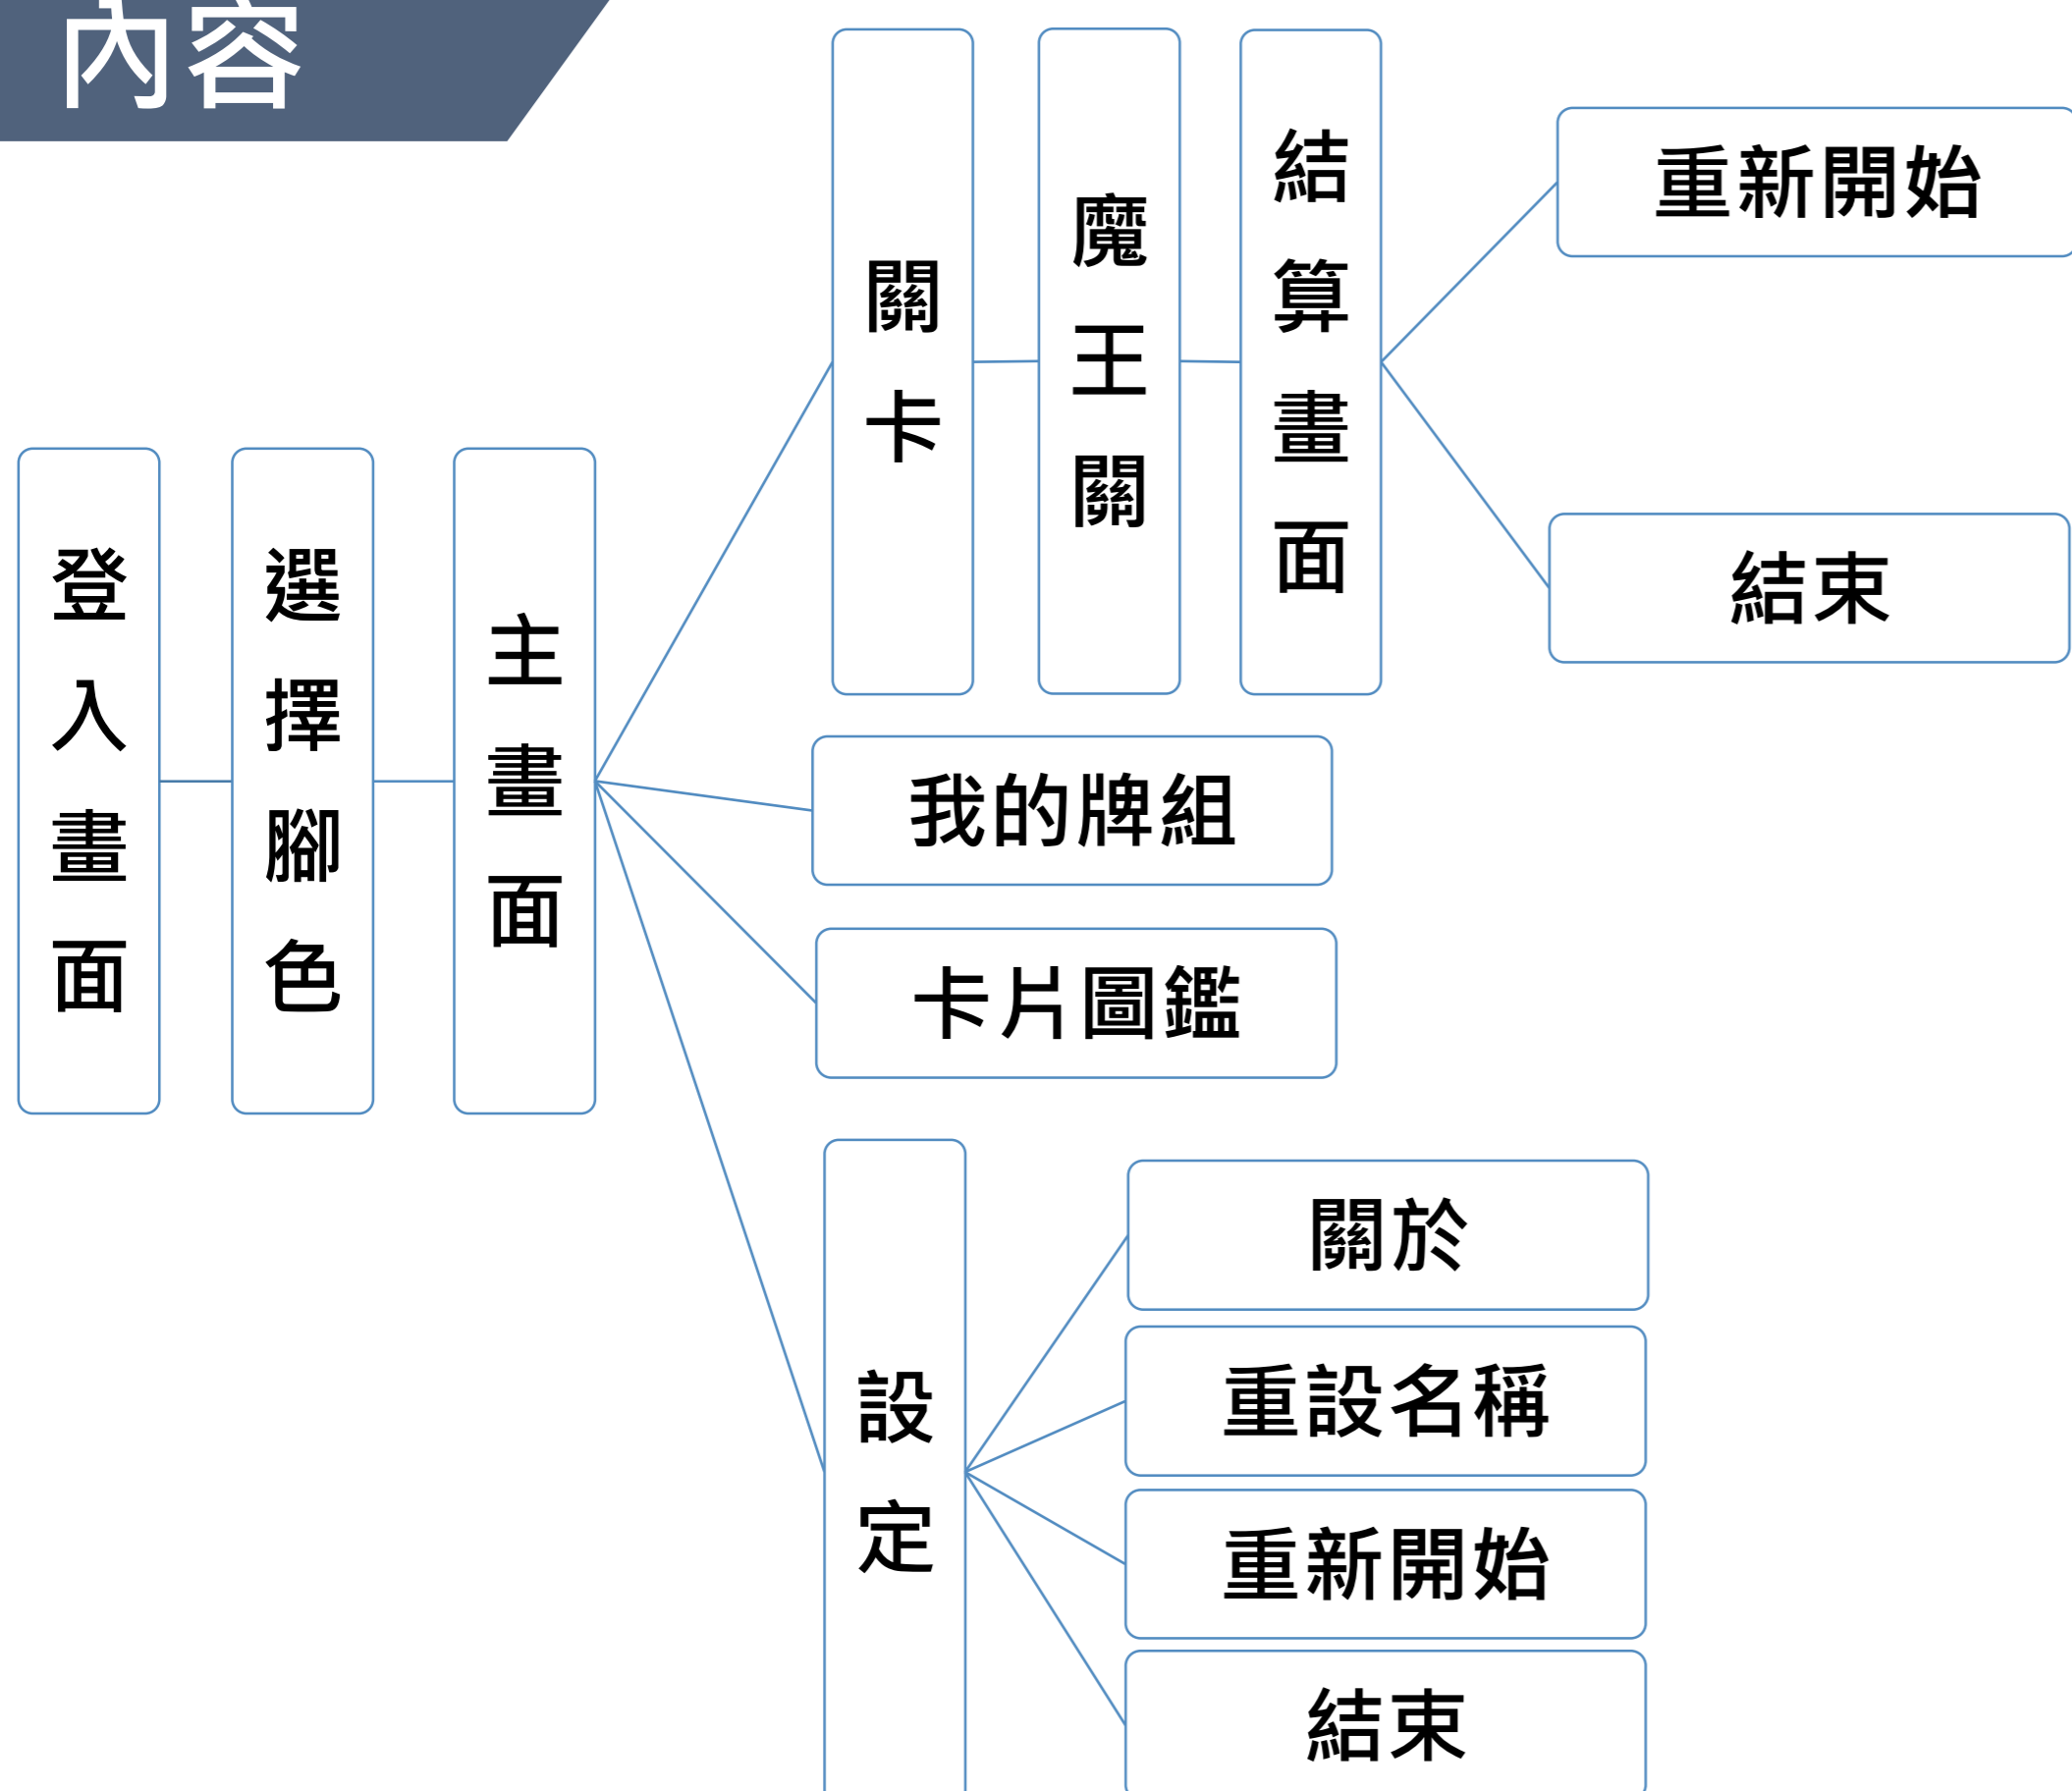 內容
登入畫面
選擇腳色
主畫面
關卡
魔王關
結算畫面
重新開始
結束
我的牌組
卡片圖鑑
設定
關於
重設名稱
重新開始
結束